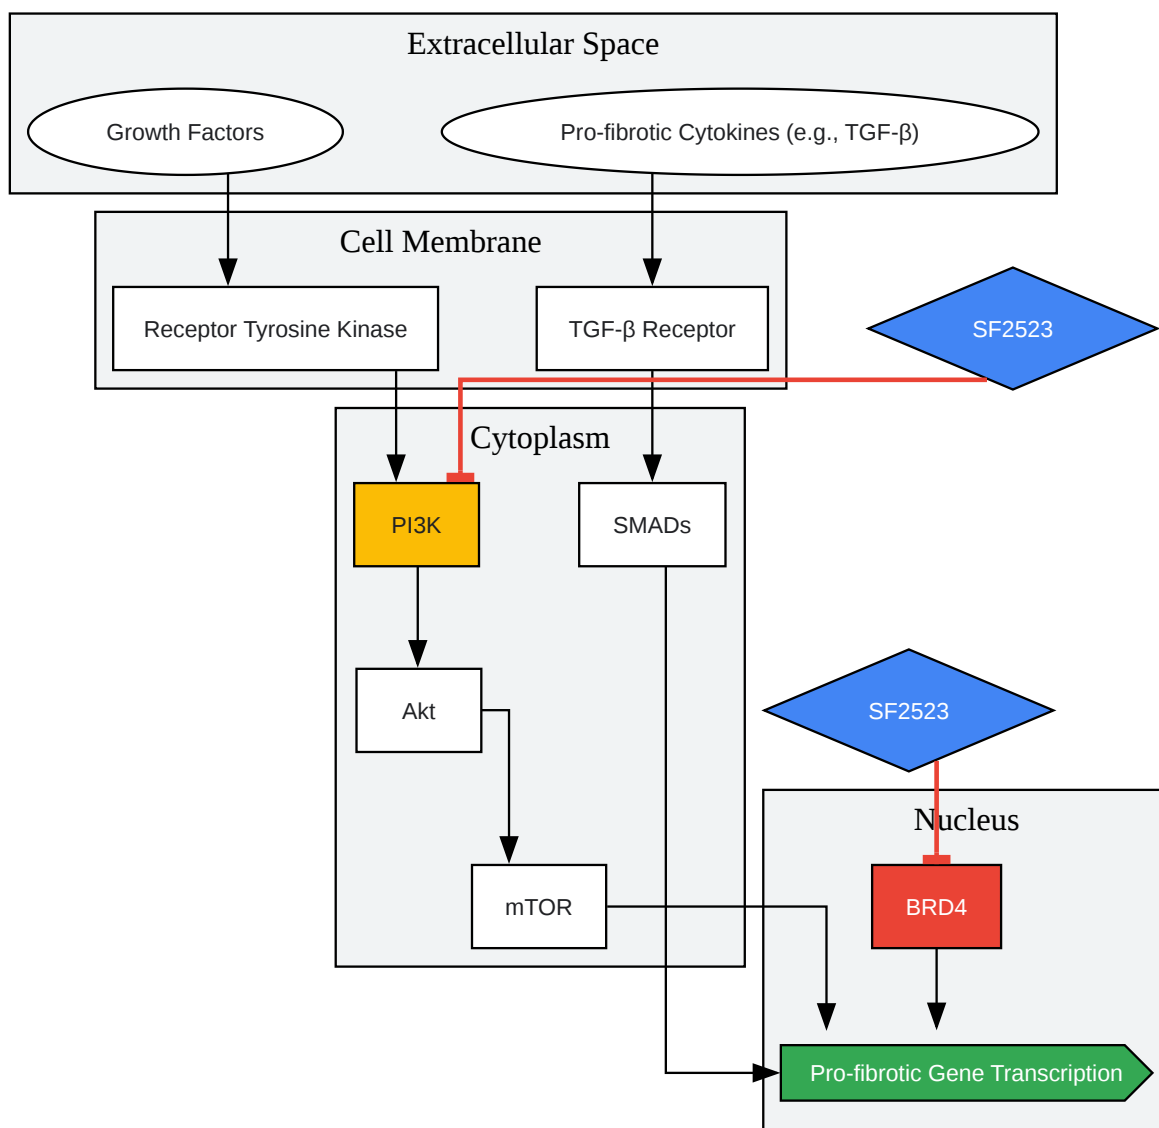 Extracellular Space
Growth Factors
Pro-fibrotic Cytokines (e.g., TGF-β)
Cell Membrane
Receptor Tyrosine Kinase
TGF-β Receptor
SF2523
Cytoplasm
PI3K
SMADs
Akt
SF2523
Nucleus
mTOR
BRD4
Pro-fibrotic Gene Transcription